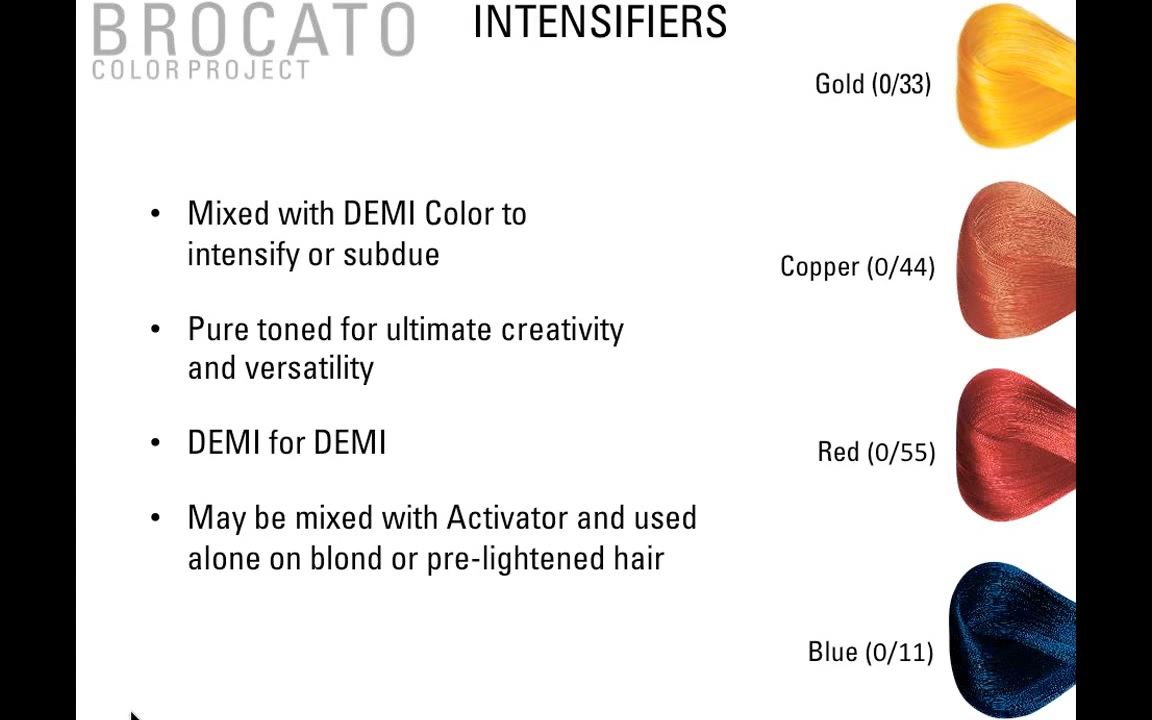 BROCATO
COLOR PROJECT
INTENSIFIERS
Gold (0/33)
• Mixed with DEMI Color to
intensify or subdue
Copper (0/44)
• Pure toned for ultimate creativity
and versatility
• DEMI for DEMI
Red (0/55)
• May be mixed with Activator and used
alone on blond or pre-lightened hair
Blue (0/11)